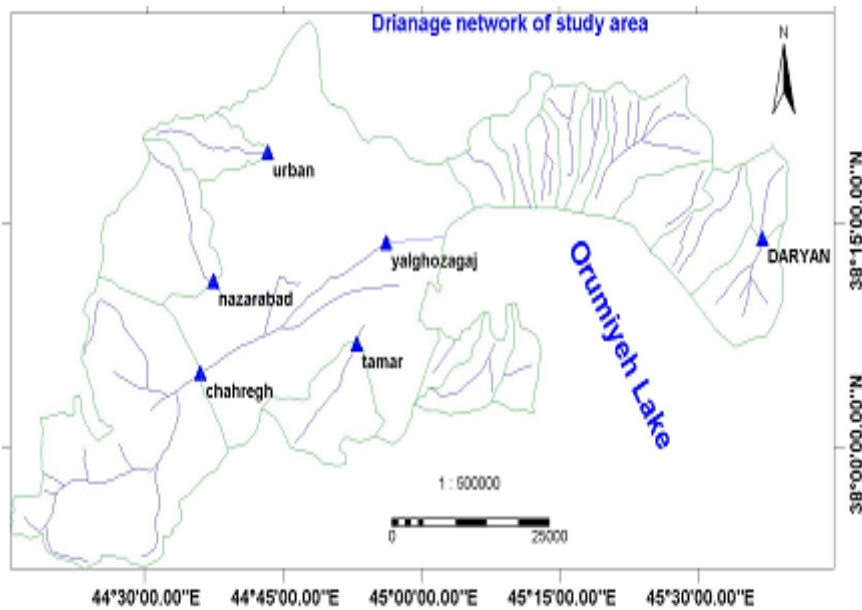 Drianage network of study area
N
urban
yalghozagaj
DARYAN
nazarabad
tamar
chahregh
Orumiyeh Lake
38°15'00.00"N
38°00'00.00"N
1 : 500000
0 25000
44°30'00.00"E 44°45'00.00"E 45°00'00.00"E 45°15'00.00"E 45°30'00.00"E